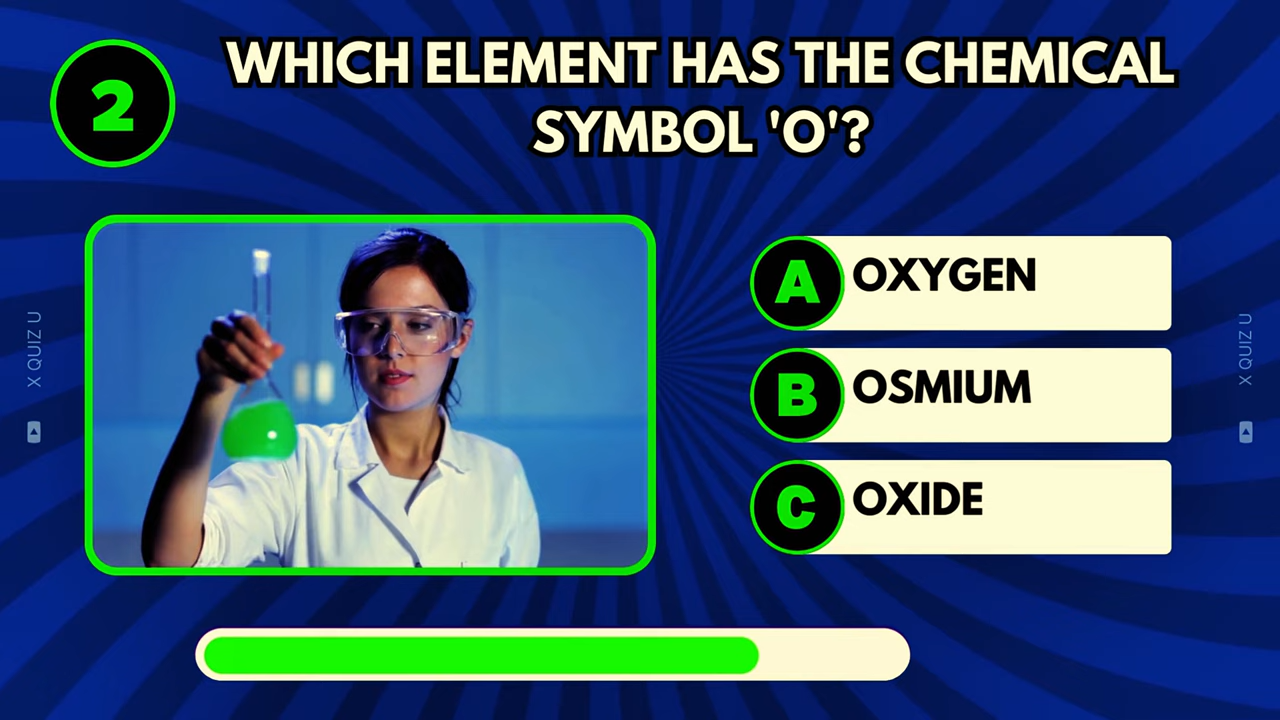 2
WHICH ELEMENT HAS THE CHEMICAL
SYMBOL 'O'?
A OXYGEN
B OSMIUM
C OXIDE
X QUIZ U
X QUIZ U